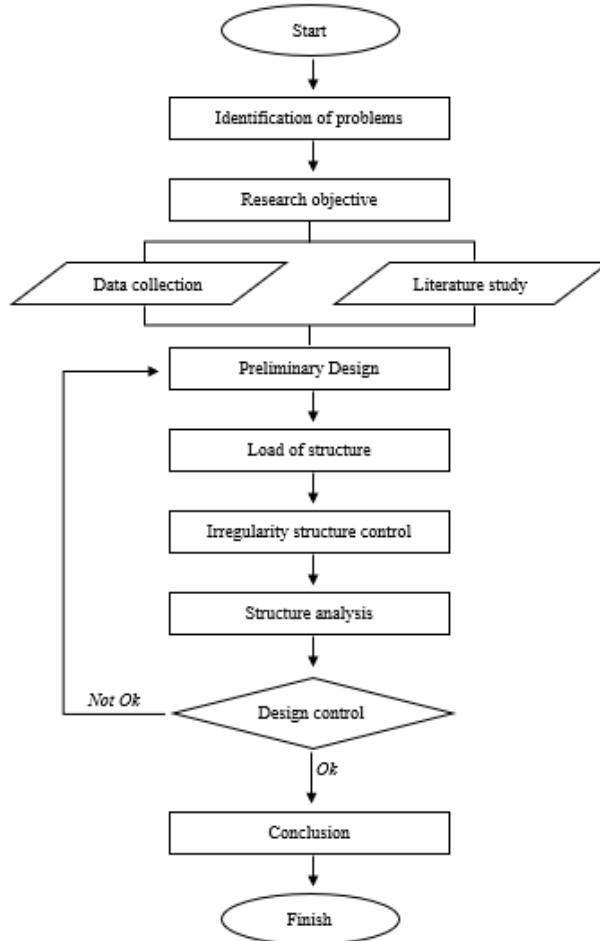 Start
Identification of problems
Research objective
Data collection
Literature study
Preliminary Design
Load of structure
Irregularity structure control
Structure analysis
Not Ok
Design control
Ok
Conclusion
Finish